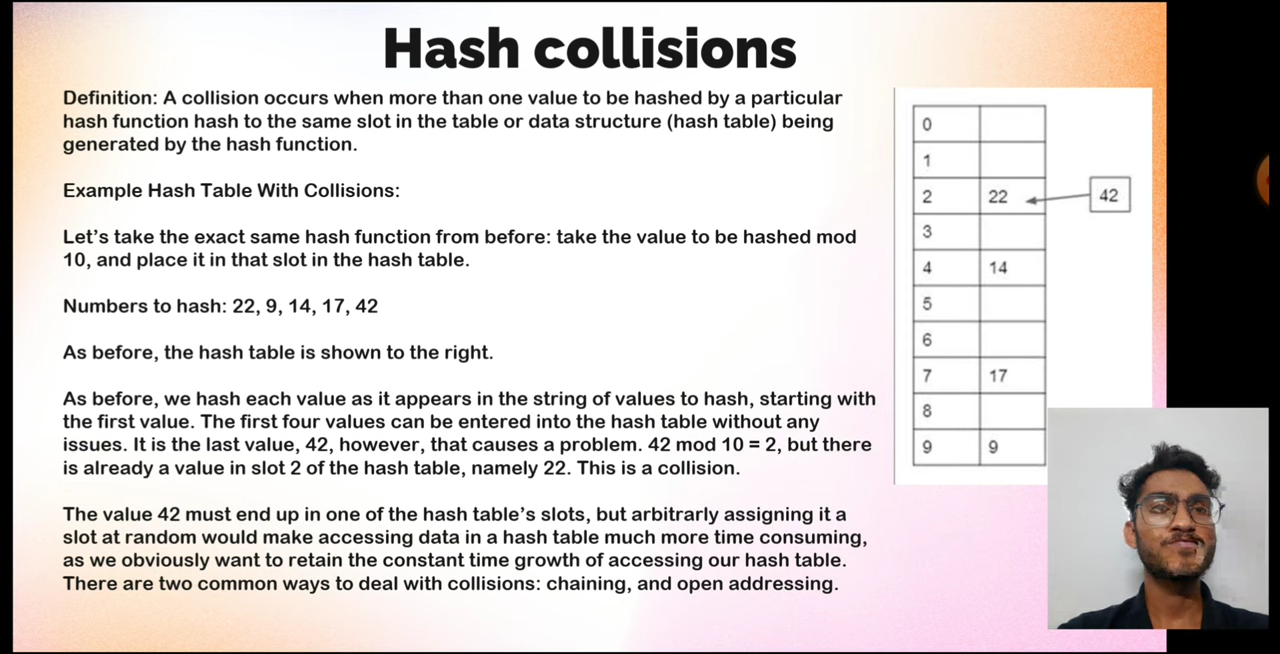 Hash collisions
Definition: A collision occurs when more than one value to be hashed by a particular
hash function hash to the same slot in the table or data structure (hash table) being
generated by the hash function.
Example Hash Table With Collisions:
Let's take the exact same hash function from before: take the value to be hashed mod
10, and place it in that slot in the hash table.
Numbers to hash: 22, 9, 14, 17, 42
As before, the hash table is shown to the right.
As before, we hash each value as it appears in the string of values to hash, starting with
the first value. The first four values can be entered into the hash table without any
issues. It is the last value, 42, however, that causes a problem. 42 mod 10 = 2, but there
is already a value in slot 2 of the hash table, namely 22. This is a collision.
The value 42 must end up in one of the hash table's slots, but arbitrarly assigning it a
slot at random would make accessing data in a hash table much more time consuming,
as we obviously want to retain the constant time growth of accessing our hash table.
There are two common ways to deal with collisions: chaining, and open addressing.
0
1
2 22 42
3
4 14
5
6
7 17
8
9 9